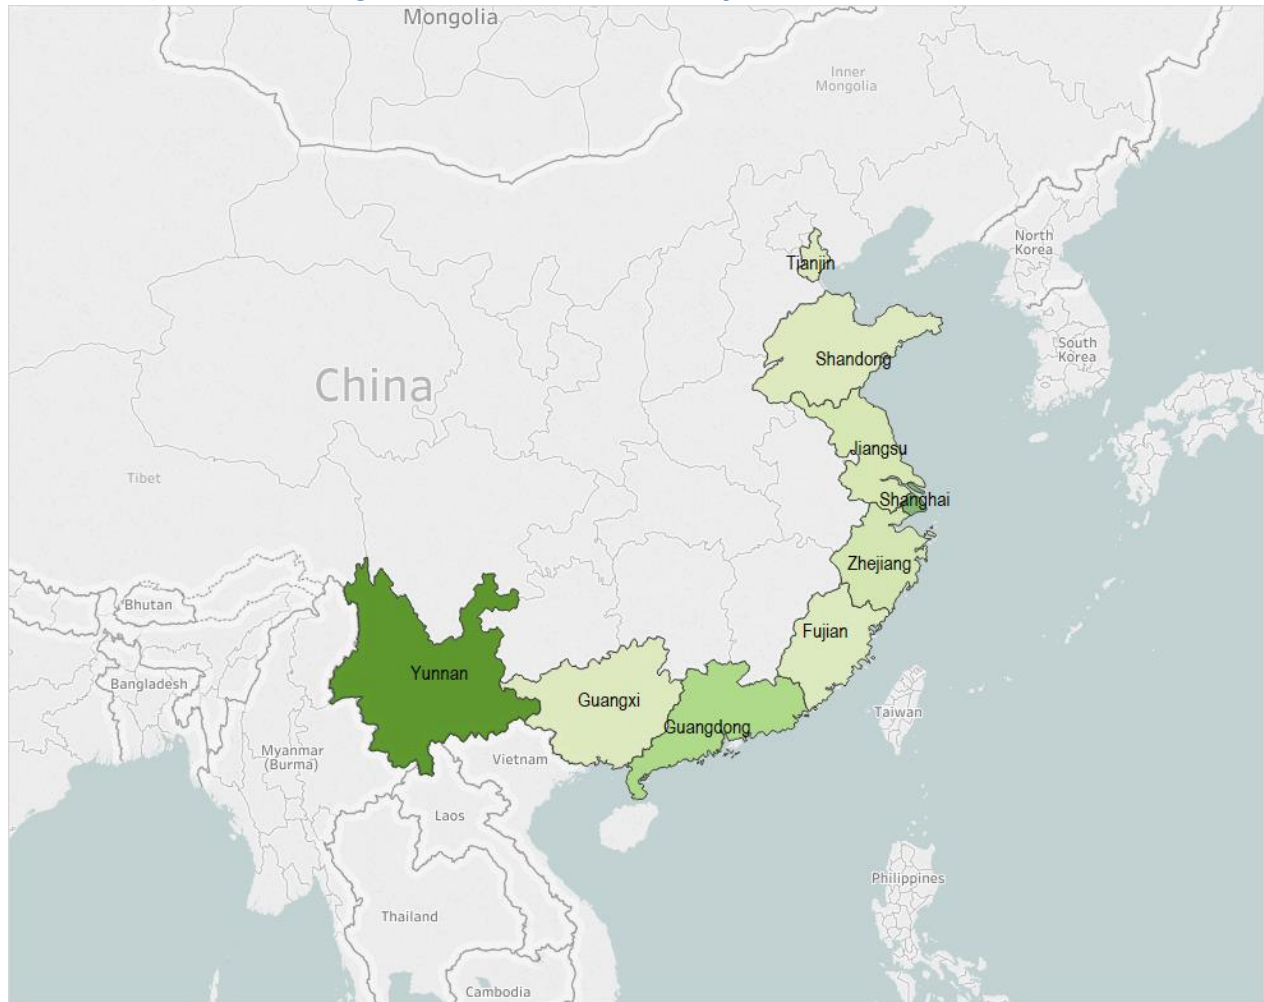 Mongolia
Inner
Mongolia
North
Korea
Tianjin
South
Korea
Shandong
China
Jiangsu
Tibet
Shanghai
Zhejiang
Bhutan
Fujian
Yunnan
Bangladesh
Guangxi
Taiwan
Guangdong
Myanmar
(Burma)
Vietnam
Laos
Philippines
Thailand
Cambodia